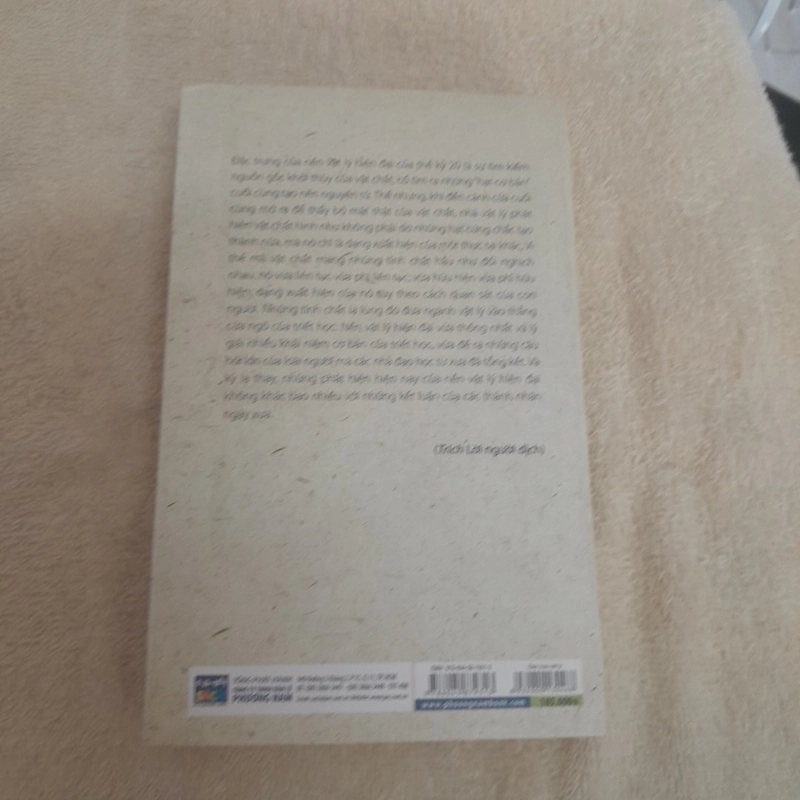 Đặc trưng của nền vật lý hiện đại của thế kỷ 20 là sự tìm kiếm
nguồn gốc khởi thủy của vật chất, cố tìm ra những "hạt cơ bản"
cuối cùng tạo nên nguyên tử. Thế nhưng, khi đến cánh cửa cuối
cùng mở ra để thấy bộ mặt thật của vật chất, nhà vật lý phát
hiện vật chất hình như không phải do những hạt cứng chắc tạo
thành nữa, mà nó chỉ là dạng xuất hiện của một thực tại khác. Vì
thế mà vật chất mang những tính chất hầu như đối nghịch
nhau, nó vừa liên tục vừa phi liên tục, vừa hữu hiện vừa phi hữu
hiện, dạng xuất hiện của nó tùy theo cách quan sát của con
người. Những tính chất lạ lùng đó đưa ngành vật lý vào thẳng
cửa ngõ của triết học. Nền vật lý hiện đại vừa thống nhất và lý
giải nhiều khái niệm cơ bản của triết học, vừa đề ra những câu
hỏi lớn của loài người mà các nhà đạo học từ xưa đã tổng kết. Và
kỳ lạ thay, những phát hiện hiện nay của nền vật lý hiện đại
không khác bao nhiêu với những kết luận của các thánh nhân
ngày xưa.
(Trích Lời người dịch)
PHƯƠNG NAM
www.phuongnambook.com